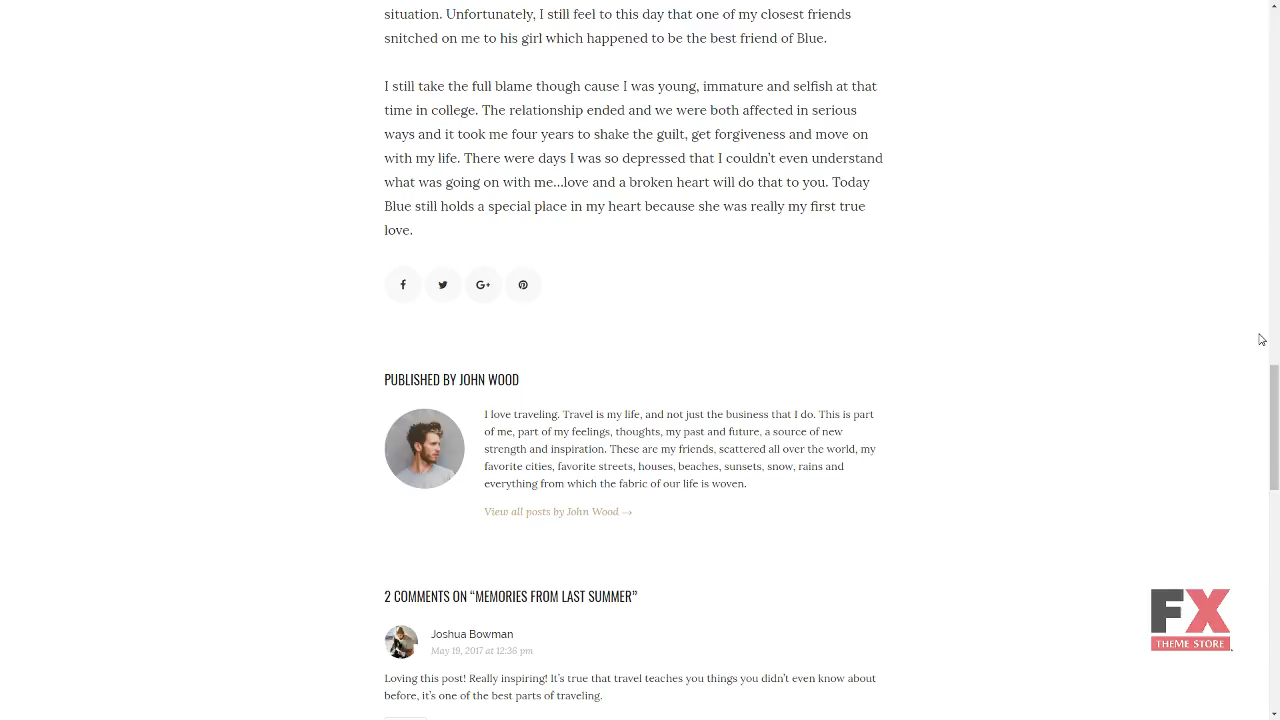 situation. Unfortunately, I still feel to this day that one of my closest friends
snitched on me to his girl which happened to be the best friend of Blue.
I still take the full blame though cause I was young, immature and selfish at that
time in college. The relationship ended and we were both affected in serious
ways and it took me four years to shake the guilt, get forgiveness and move on
with my life. There were days I was so depressed that I couldn’t even understand
what was going on with me…love and a broken heart will do that to you. Today
Blue still holds a special place in my heart because she was really my first true
love.
G+
PUBLISHED BY JOHN WOOD
I love traveling. Travel is my life, and not just the business that I do. This is part
of me, part of my feelings, thoughts, my past and future, a source of new
strength and inspiration. These are my friends, scattered all over the world, my
favorite cities, favorite streets, houses, beaches, sunsets, snow, rains and
everything from which the fabric of our life is woven.
View all posts by John Wood →
2 COMMENTS ON “MEMORIES FROM LAST SUMMER”
Joshua Bowman
May 19, 2017 at 12:36 pm
Loving this post! Really inspiring! It’s true that travel teaches you things you didn’t even know about
before, it’s one of the best parts of traveling.
FX
THEME STORE